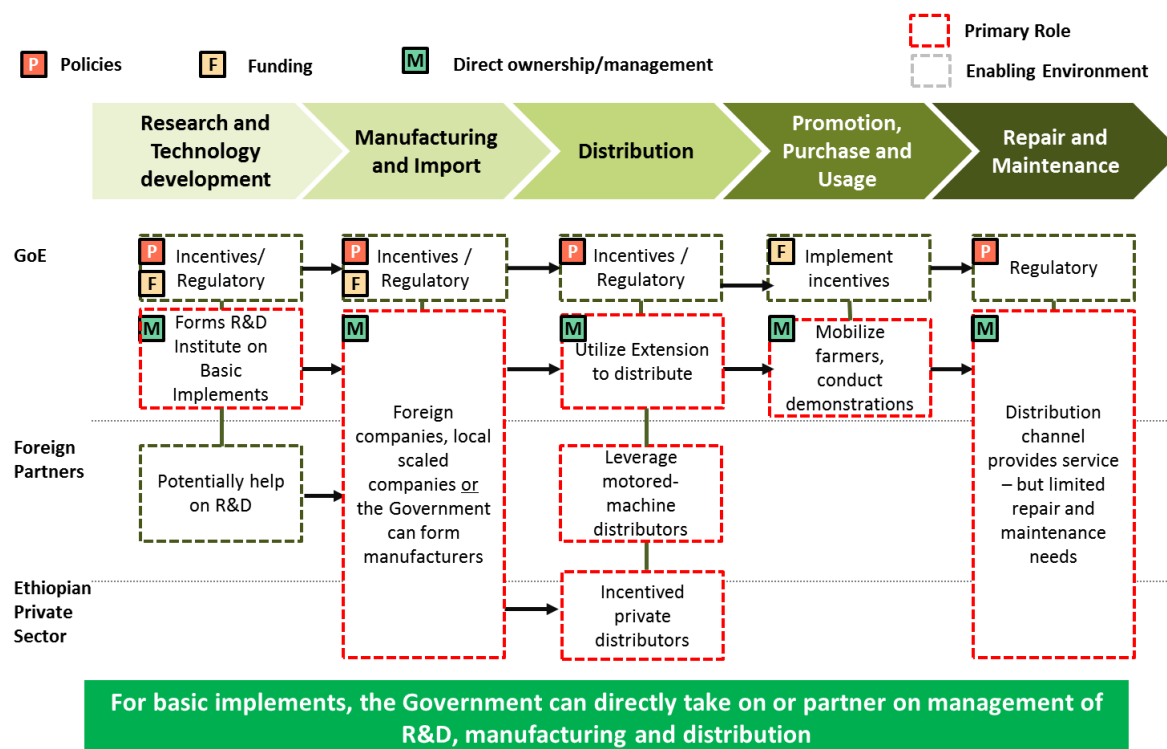 P Policies
F Funding
M Direct ownership/management
Primary Role
Enabling Environment
Research and
Technology
development
Manufacturing
and Import
Distribution
Promotion,
Purchase and
Usage
Repair and
Maintenance
GoE
P
F
Incentives/
Regulatory
P
F
Incentives /
Regulatory
P
Incentives /
Regulatory
F
Implement
incentives
P
Regulatory
M
Forms R&D
Institute on
Basic
Implements
M
Foreign
companies, local
scaled
companies or
the Government
can form
manufacturers
M
Utilize Extension
to distribute
M
Mobilize
farmers,
conduct
demonstrations
M
Distribution
channel
provides service
– but limited
repair and
maintenance
needs
Foreign
Partners
Potentially help
on R&D
Leverage
motored-
machine
distributors
Ethiopian
Private
Sector
Incentived
private
distributors
For basic implements, the Government can directly take on or partner on management of
R&D, manufacturing and distribution